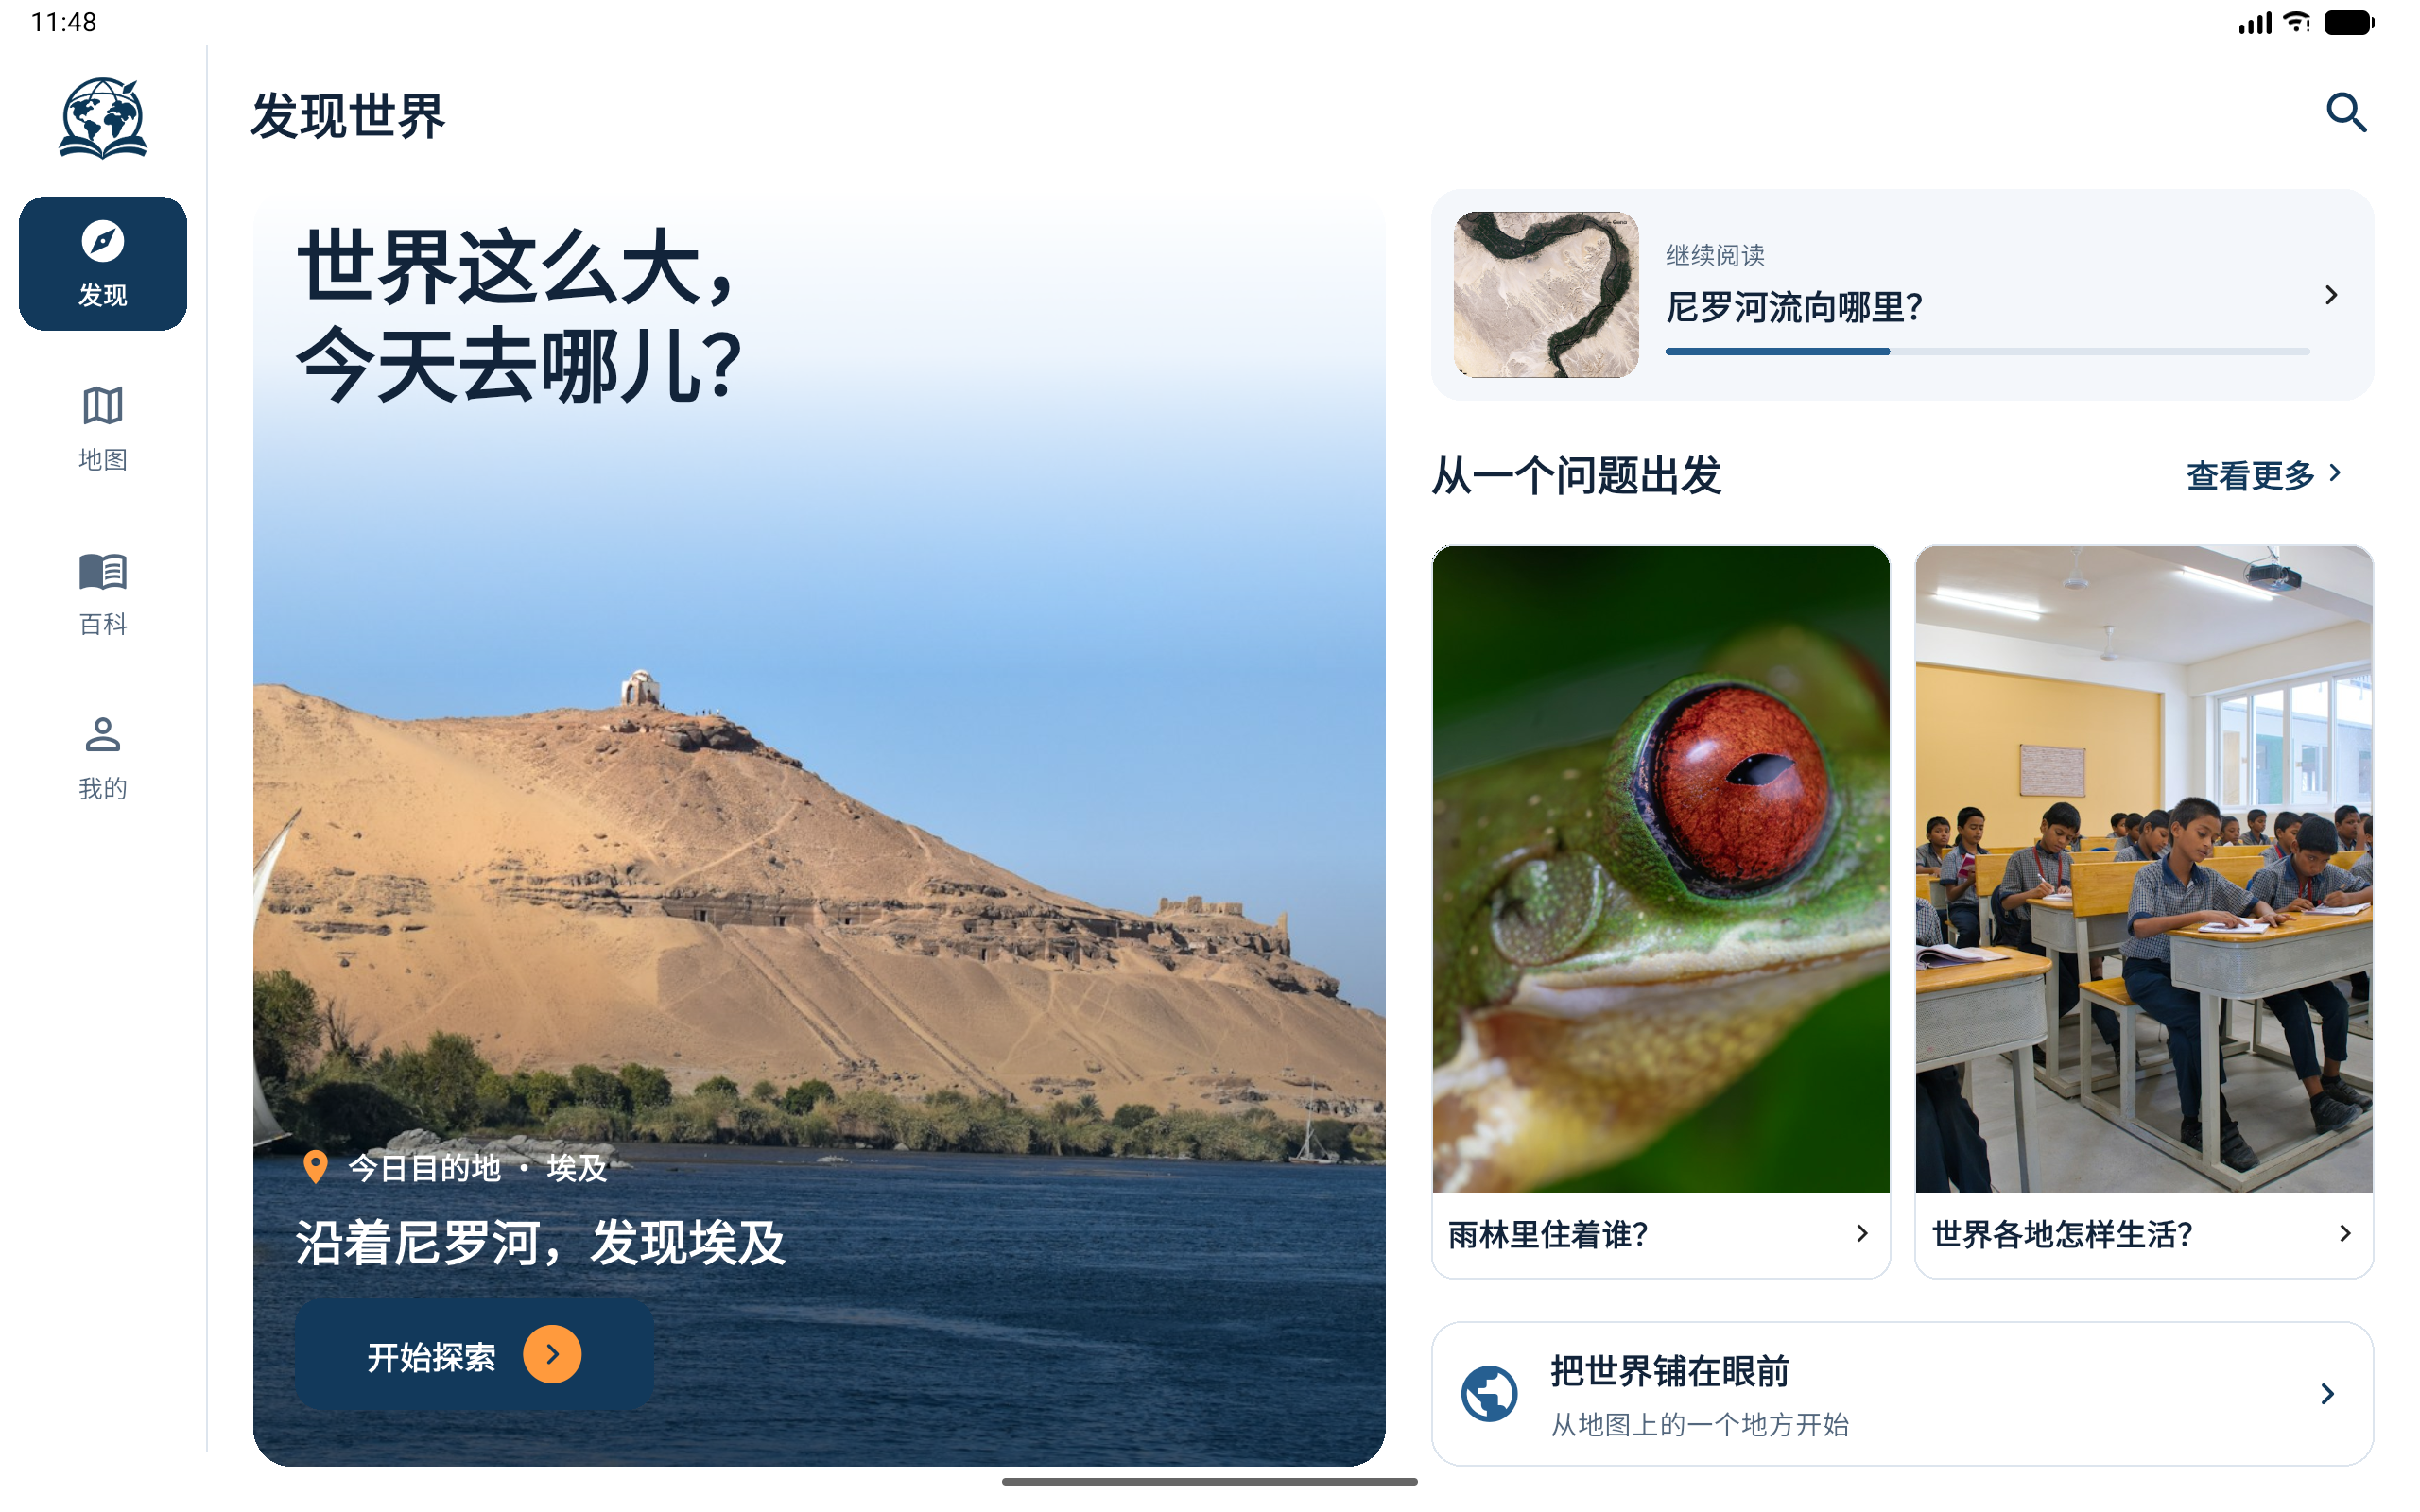 11:48
发现世界
发现
地图
百科
我的
世界这么大，
今天去哪儿？
今日目的地 · 埃及
沿着尼罗河，发现埃及
开始探索
继续阅读
尼罗河流向哪里？
从一个问题出发
查看更多
雨林里住着谁？
世界各地怎样生活？
把世界铺在眼前
从地图上的一个地方开始